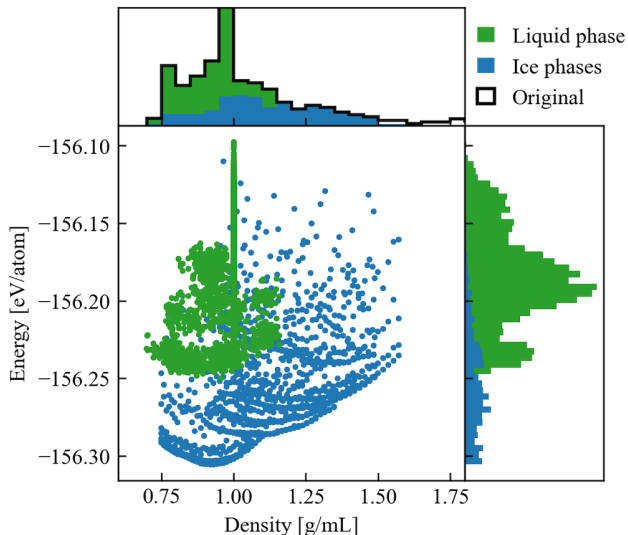 Liquid phase
Ice phases
Original
−156.10
−156.15
−156.20
−156.25
−156.30
Energy [eV/atom]
0.75 1.00 1.25 1.50 1.75
Density [g/mL]